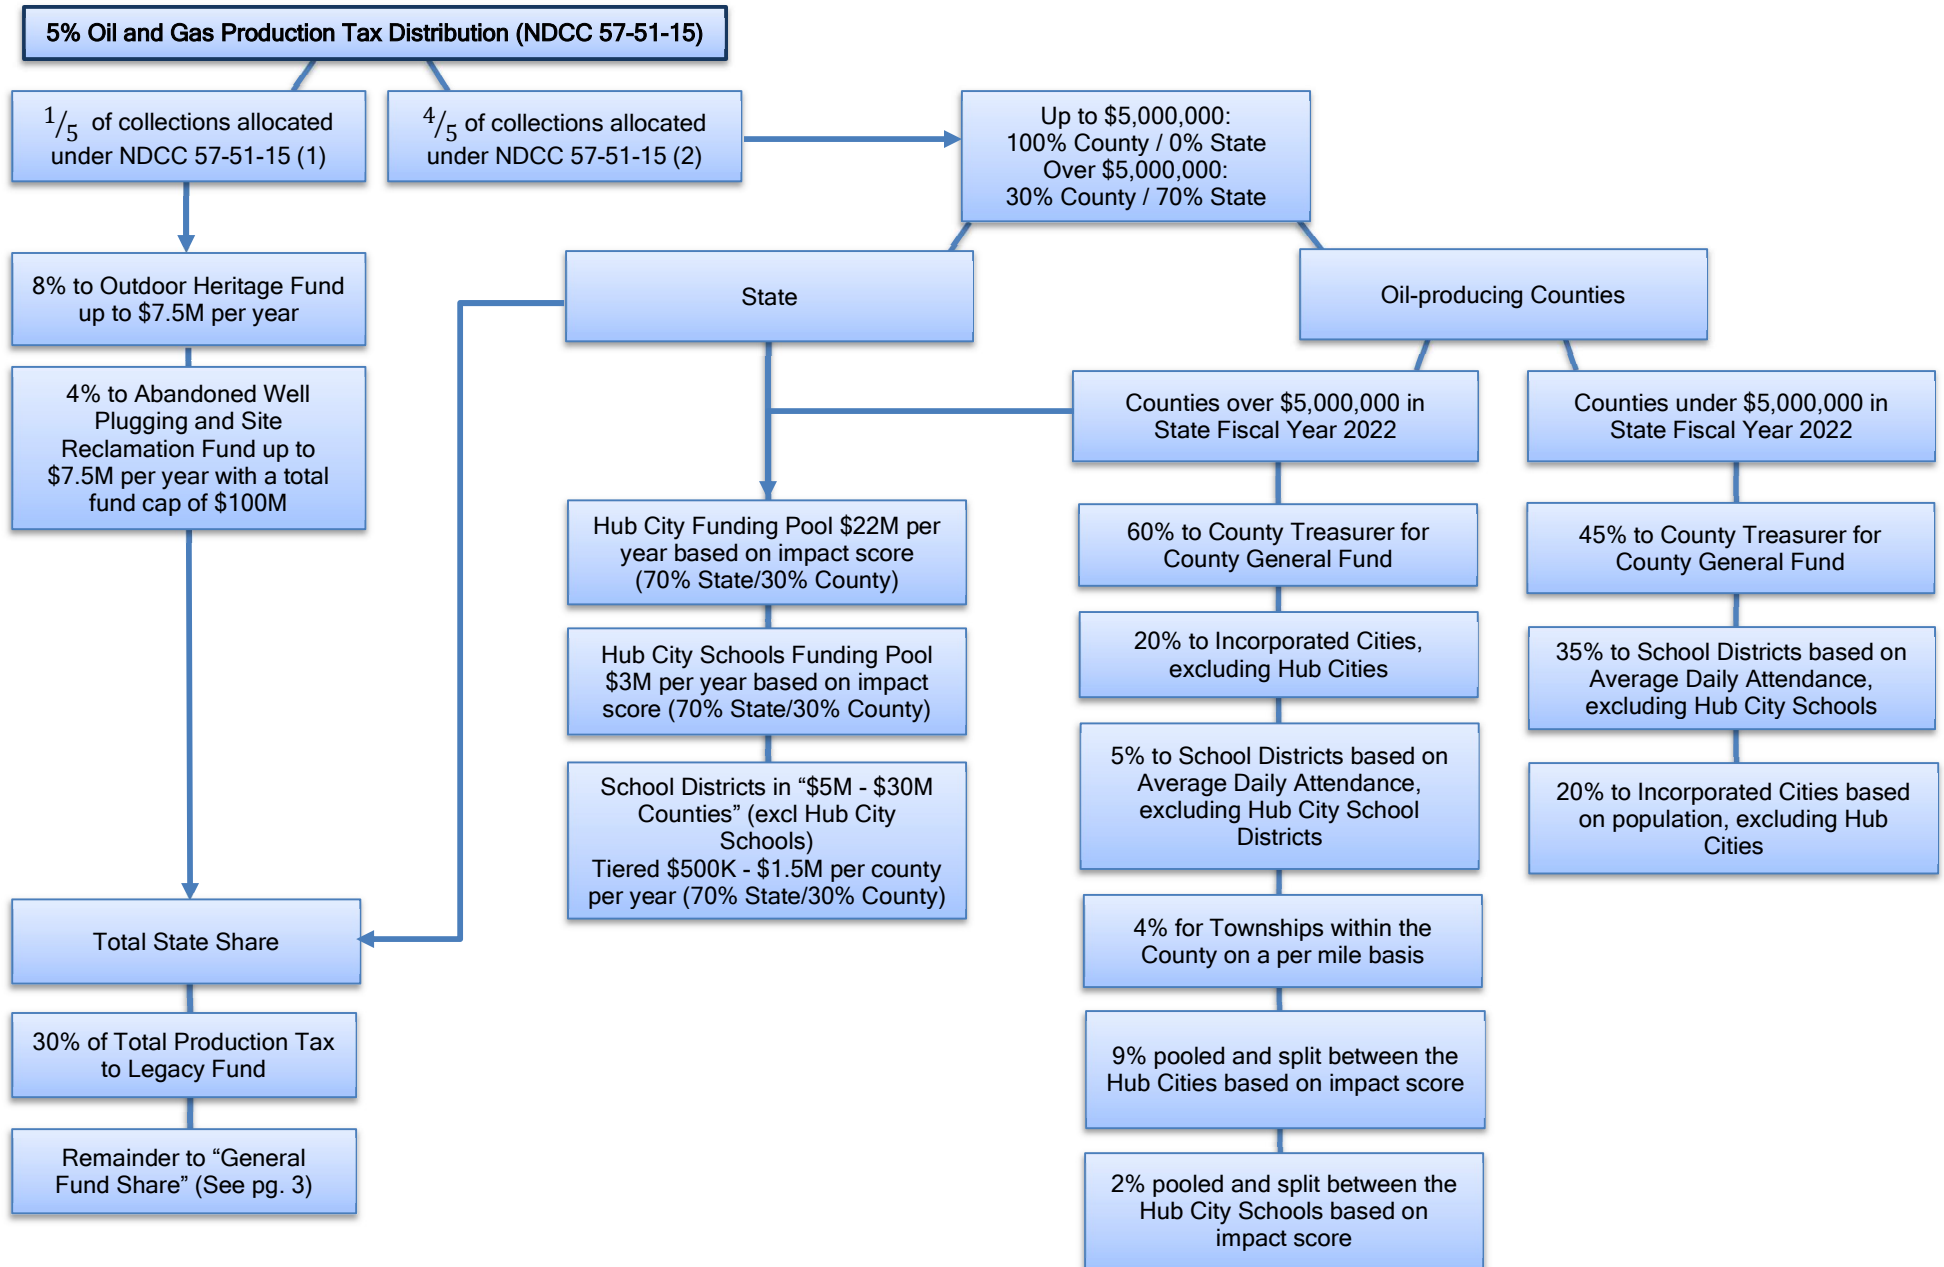 5% Oil and Gas Production Tax Distribution (NDCC 57-51-15)
1/5 of collections allocated
under NDCC 57-51-15 (1)
4/5 of collections allocated
under NDCC 57-51-15 (2)
Up to $5,000,000:
100% County / 0% State
Over $5,000,000:
30% County / 70% State
8% to Outdoor Heritage Fund
up to $7.5M per year
4% to Abandoned Well
Plugging and Site
Reclamation Fund up to
$7.5M per year with a total
fund cap of $100M
Total State Share
30% of Total Production Tax
to Legacy Fund
Remainder to “General
Fund Share” (See pg. 3)
State
Hub City Funding Pool $22M per
year based on impact score
(70% State/30% County)
Hub City Schools Funding Pool
$3M per year based on impact
score (70% State/30% County)
School Districts in “$5M - $30M
Counties” (excl Hub City
Schools)
Tiered $500K - $1.5M per county
per year (70% State/30% County)
Oil-producing Counties
Counties over $5,000,000 in
State Fiscal Year 2022
60% to County Treasurer for
County General Fund
20% to Incorporated Cities,
excluding Hub Cities
5% to School Districts based on
Average Daily Attendance,
excluding Hub City School
Districts
4% for Townships within the
County on a per mile basis
9% pooled and split between the
Hub Cities based on impact score
2% pooled and split between the
Hub City Schools based on
impact score
Counties under $5,000,000 in
State Fiscal Year 2022
45% to County Treasurer for
County General Fund
35% to School Districts based on
Average Daily Attendance,
excluding Hub City Schools
20% to Incorporated Cities based
on population, excluding Hub
Cities